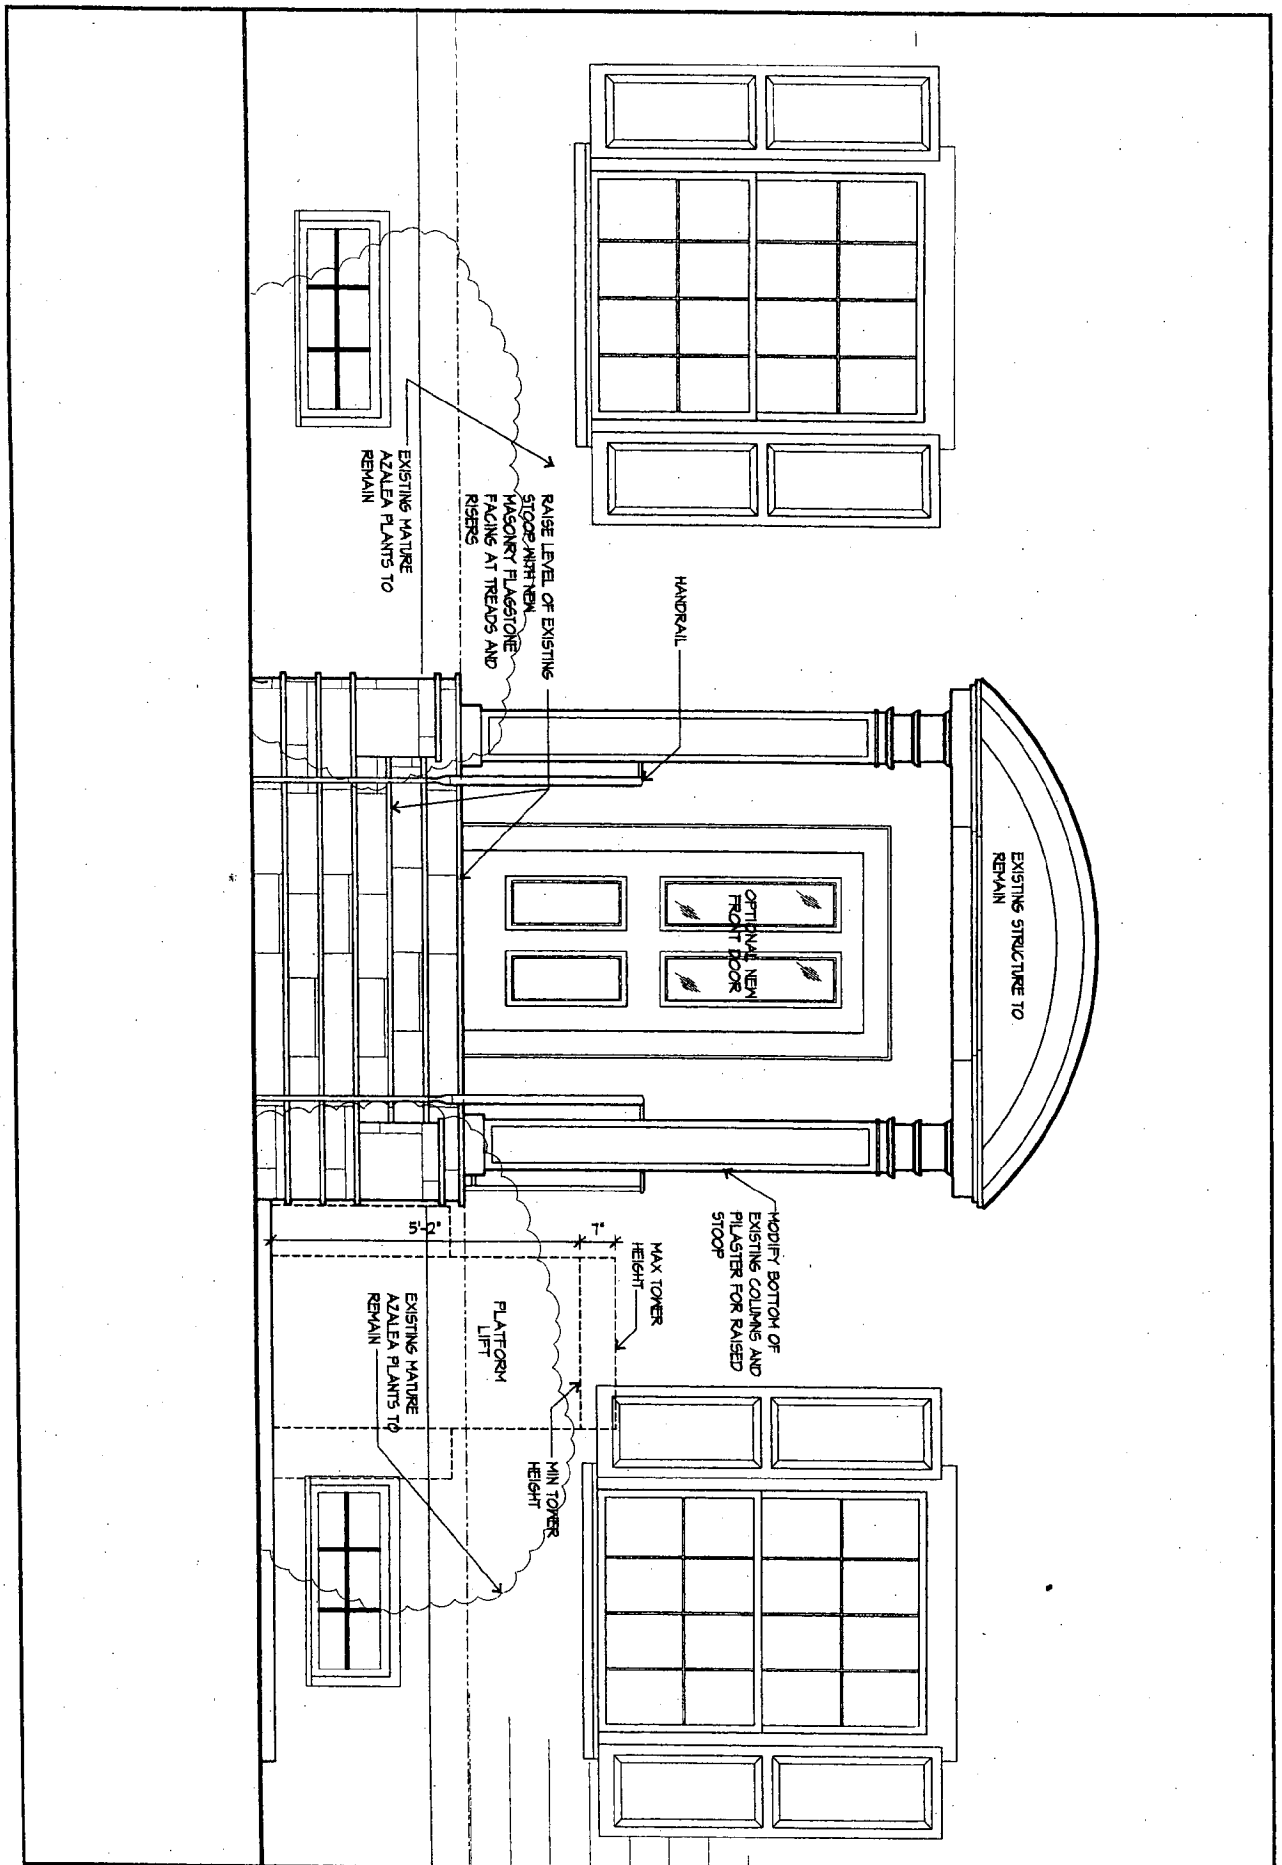 EXISTING STRUCTURE TO
REMAIN
OPTIONAL NEW
FRONT DOOR
HANDRAIL
RAISE LEVEL OF EXISTING
STOOP WITH NEW
MASONRY FLAGSTONE
FACING AT TREADS AND
RISERS
EXISTING MATURE
AZALEA PLANTS TO
REMAIN
MODIFY BOTTOM OF
EXISTING COLUMNS AND
PILASTER FOR RAISED
STOOP
MAX TOWER
HEIGHT
7"
5'-2"
PLATFORM
LIFT
MIN TOWER
HEIGHT
EXISTING MATURE
AZALEA PLANTS TO
REMAIN